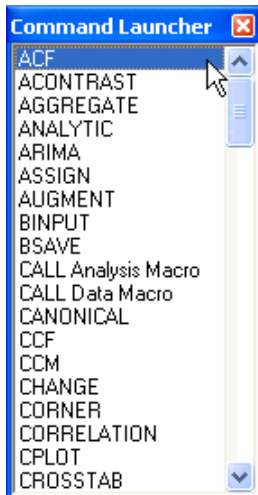 Command Launcher
ACF
ACONTRAST
AGGREGATE
ANALYTIC
ARIMA
ASSIGN
AUGMENT
BINPUT
BSAVE
CALL Analysis Macro
CALL Data Macro
CANONICAL
CCF
CCM
CHANGE
CORNER
CORRELATION
CPLOT
CROSSTAB